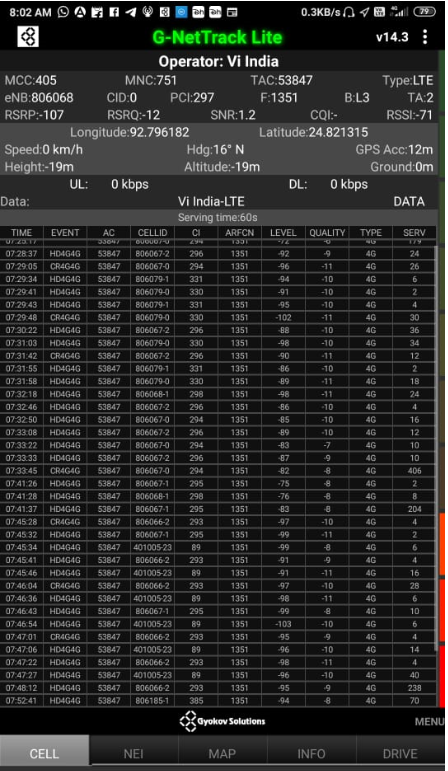 8:02 AM 0.3KB/s 79
G-NetTrack Lite v14.3
Operator: Vi India
MCC:405 MNC:751 TAC:53847 Type:LTE
eNB:806068 CID:0 PCI:297 F:1351 B:L3 TA:2
RSRP:-107 RSRQ:-12 SNR:1.2 CQI:- RSSI:-71
Longitude:92.796182 Latitude:24.821315
Speed:0 km/h Hdg:16° N GPS Acc:12m
Height:-19m Altitude:-19m Ground:0m
UL: 0 kbps DL: 0 kbps
Data: Vi India-LTE DATA
Serving time:60s
TIME EVENT AC CELLID CI ARFCN LEVEL QUALITY TYPE SERV
07:28:37 HD4G4G 53847 806067-2 296 1351 -92 -9 4G 24
07:29:05 CR4G4G 53847 806067-0 294 1351 -96 -11 4G 26
07:29:34 HD4G4G 53847 806079-1 331 1351 -94 -10 4G 6
07:29:41 HD4G4G 53847 806079-0 330 1351 -91 -10 4G 2
07:29:43 HD4G4G 53847 806079-1 331 1351 -95 -10 4G 4
07:29:48 CR4G4G 53847 806079-0 330 1351 -102 -11 4G 30
07:30:22 HD4G4G 53847 806067-2 296 1351 -88 -10 4G 36
07:31:03 HD4G4G 53847 806079-0 330 1351 -98 -10 4G 34
07:31:42 CR4G4G 53847 806067-2 296 1351 -90 -11 4G 12
07:31:55 HD4G4G 53847 806079-1 331 1351 -86 -10 4G 2
07:31:58 HD4G4G 53847 806079-0 330 1351 -89 -11 4G 18
07:32:18 HD4G4G 53847 806068-1 298 1351 -98 -11 4G 24
07:32:46 HD4G4G 53847 806067-2 296 1351 -86 -10 4G 4
07:32:50 HD4G4G 53847 806067-0 294 1351 -85 -10 4G 16
07:33:08 HD4G4G 53847 806067-2 296 1351 -89 -10 4G 12
07:33:22 HD4G4G 53847 806067-0 294 1351 -83 -7 4G 10
07:33:33 HD4G4G 53847 806067-2 296 1351 -87 -9 4G 10
07:33:45 CR4G4G 53847 806067-0 294 1351 -82 -8 4G 406
07:41:26 HD4G4G 53847 806067-1 295 1351 -75 -8 4G 2
07:41:28 HD4G4G 53847 806068-1 298 1351 -76 -8 4G 8
07:41:37 HD4G4G 53847 806067-1 295 1351 -83 -8 4G 204
07:45:28 CR4G4G 53847 806066-2 293 1351 -97 -10 4G 4
07:45:32 HD4G4G 53847 806067-1 295 1351 -99 -11 4G 2
07:45:34 HD4G4G 53847 401005-23 89 1351 -99 -8 4G 6
07:45:41 HD4G4G 53847 806066-2 293 1351 -91 -9 4G 4
07:45:46 HD4G4G 53847 401005-23 89 1351 -91 -11 4G 16
07:46:04 CR4G4G 53847 806066-2 293 1351 -97 -10 4G 28
07:46:36 HD4G4G 53847 401005-23 89 1351 -98 -11 4G 6
07:46:43 HD4G4G 53847 806067-1 295 1351 -99 -8 4G 10
07:46:54 HD4G4G 53847 401005-23 89 1351 -103 -10 4G 6
07:47:01 CR4G4G 53847 806066-2 293 1351 -95 -9 4G 4
07:47:06 HD4G4G 53847 401005-23 89 1351 -96 -10 4G 14
07:47:22 HD4G4G 53847 806066-2 293 1351 -98 -11 4G 4
07:47:27 HD4G4G 53847 401005-23 89 1351 -96 -10 4G 40
07:48:12 HD4G4G 53847 806066-2 293 1351 -95 -9 4G 238
07:52:41 HD4G4G 53847 806185-1 385 1351 -94 -8 4G 70
Gyokov Solutions MENU
CELL NEI MAP INFO DRIVE